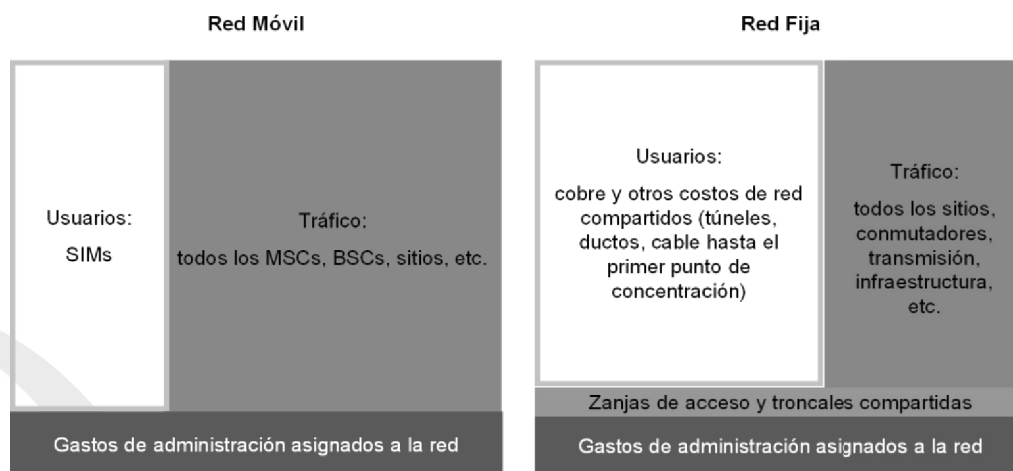 Red Móvil
Usuarios:
SIMs
Tráfico:
todos los MSCs, BSCs, sitios, etc.
Gastos de administración asignados a la red
Red Fija
Usuarios:
cobre y otros costos de red
compartidos (túneles,
ductos, cable hasta el
primer punto de
concentración)
Tráfico:
todos los sitios,
conmutadores,
transmisión,
infraestructura,
etc.
Zanjas de acceso y troncales compartidas
Gastos de administración asignados a la red